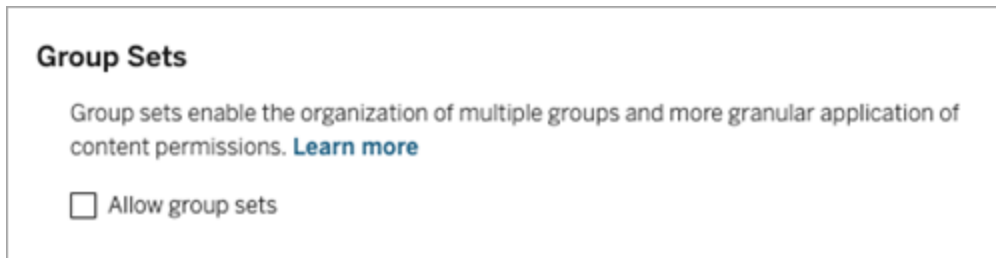 Group Sets
Group sets enable the organization of multiple groups and more granular application of
content permissions. Learn more
Allow group sets